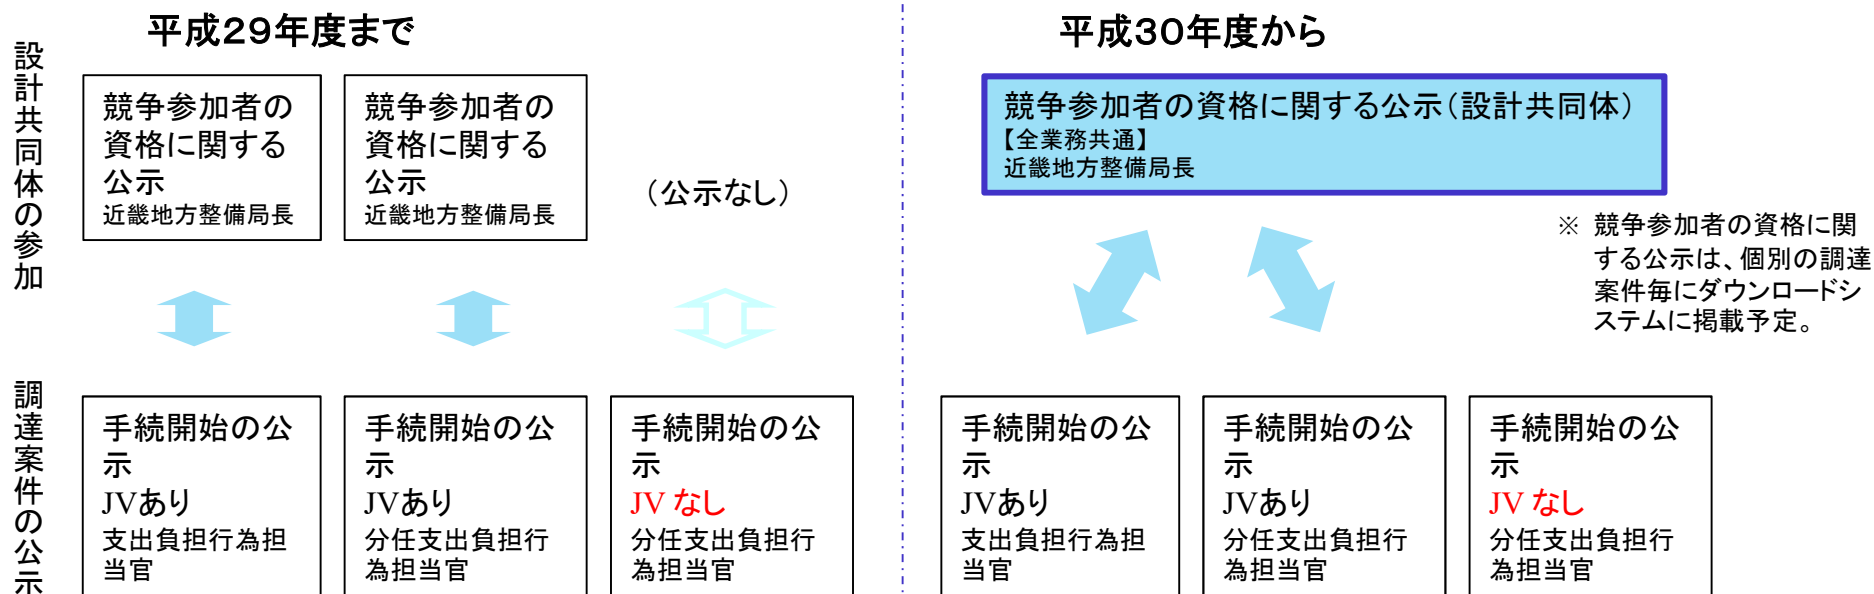 平成29年度まで
設計共同体の参加
競争参加者の
資格に関する
公示
近畿地方整備局長
競争参加者の
資格に関する
公示
近畿地方整備局長
（公示なし）
調達案件の公示
手続開始の公
示
JVあり
支出負担行為担
当官
手続開始の公
示
JVあり
分任支出負担行
為担当官
手続開始の公
示
JV なし
分任支出負担行
為担当官
平成30年度から
競争参加者の資格に関する公示（設計共同体）
【全業務共通】
近畿地方整備局長
※ 競争参加者の資格に関
する公示は、個別の調達
案件毎にダウンロードシ
ステムに掲載予定。
手続開始の公
示
JVあり
支出負担行為担
当官
手続開始の公
示
JVあり
分任支出負担行
為担当官
手続開始の公
示
JV なし
分任支出負担行
為担当官